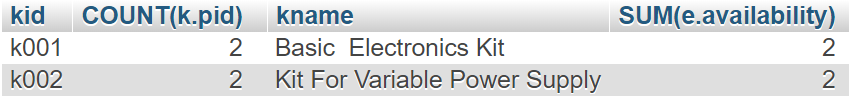 kid COUNT(k.pid) kname SUM(e.availability)
k001 2 Basic  Electronics Kit 2
k002 2 Kit For Variable Power Supply 2